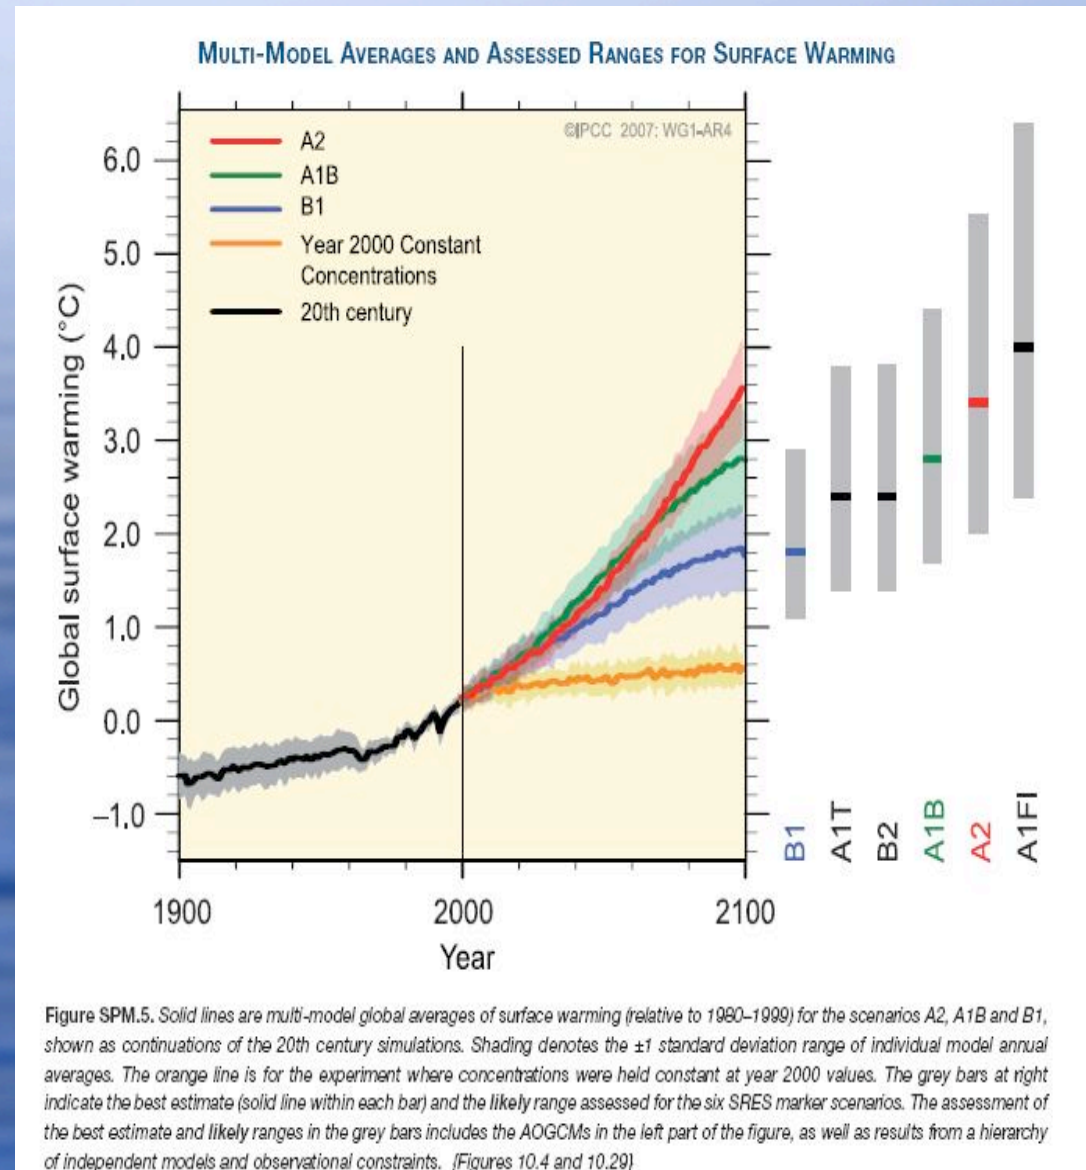 MULTI-MODEL AVERAGES AND ASSESSED RANGES FOR SURFACE WARMING
©IPCC 2007: WG1-AR4
A2
A1B
B1
Year 2000 Constant
Concentrations
20th century
Global surface warming (°C)
6.0
5.0
4.0
3.0
2.0
1.0
0.0
–1.0
1900
2000
2100
Year
B1
A1T
B2
A1B
A2
A1FI
Figure SPM.5. Solid lines are multi-model global averages of surface warming (relative to 1980–1999) for the scenarios A2, A1B and B1,
shown as continuations of the 20th century simulations. Shading denotes the ±1 standard deviation range of individual model annual
averages. The orange line is for the experiment where concentrations were held constant at year 2000 values. The grey bars at right
indicate the best estimate (solid line within each bar) and the likely range assessed for the six SRES marker scenarios. The assessment of
the best estimate and likely ranges in the grey bars includes the AOGCMs in the left part of the figure, as well as results from a hierarchy
of independent models and observational constraints. {Figures 10.4 and 10.29}